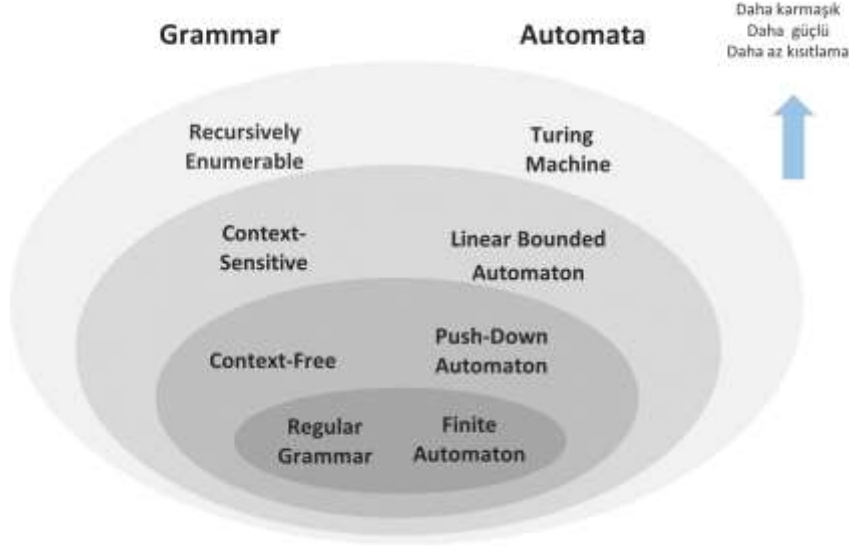 Grammar
Automata
Daha karmaşık
Daha güçlü
Daha az kısıtlama
Recursively
Enumerable
Turing
Machine
Context-
Sensitive
Linear Bounded
Automaton
Context-Free
Push-Down
Automaton
Regular
Grammar
Finite
Automaton